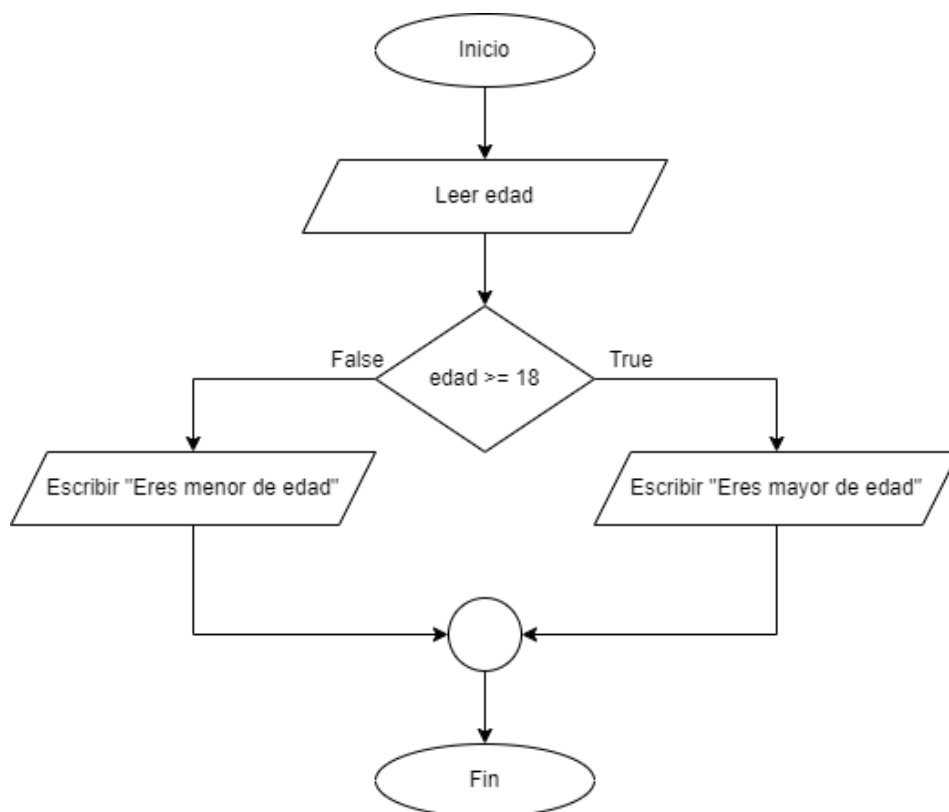 Inicio
Leer edad
False
True
edad >= 18
Escribir "Eres menor de edad"
Escribir "Eres mayor de edad"
Fin